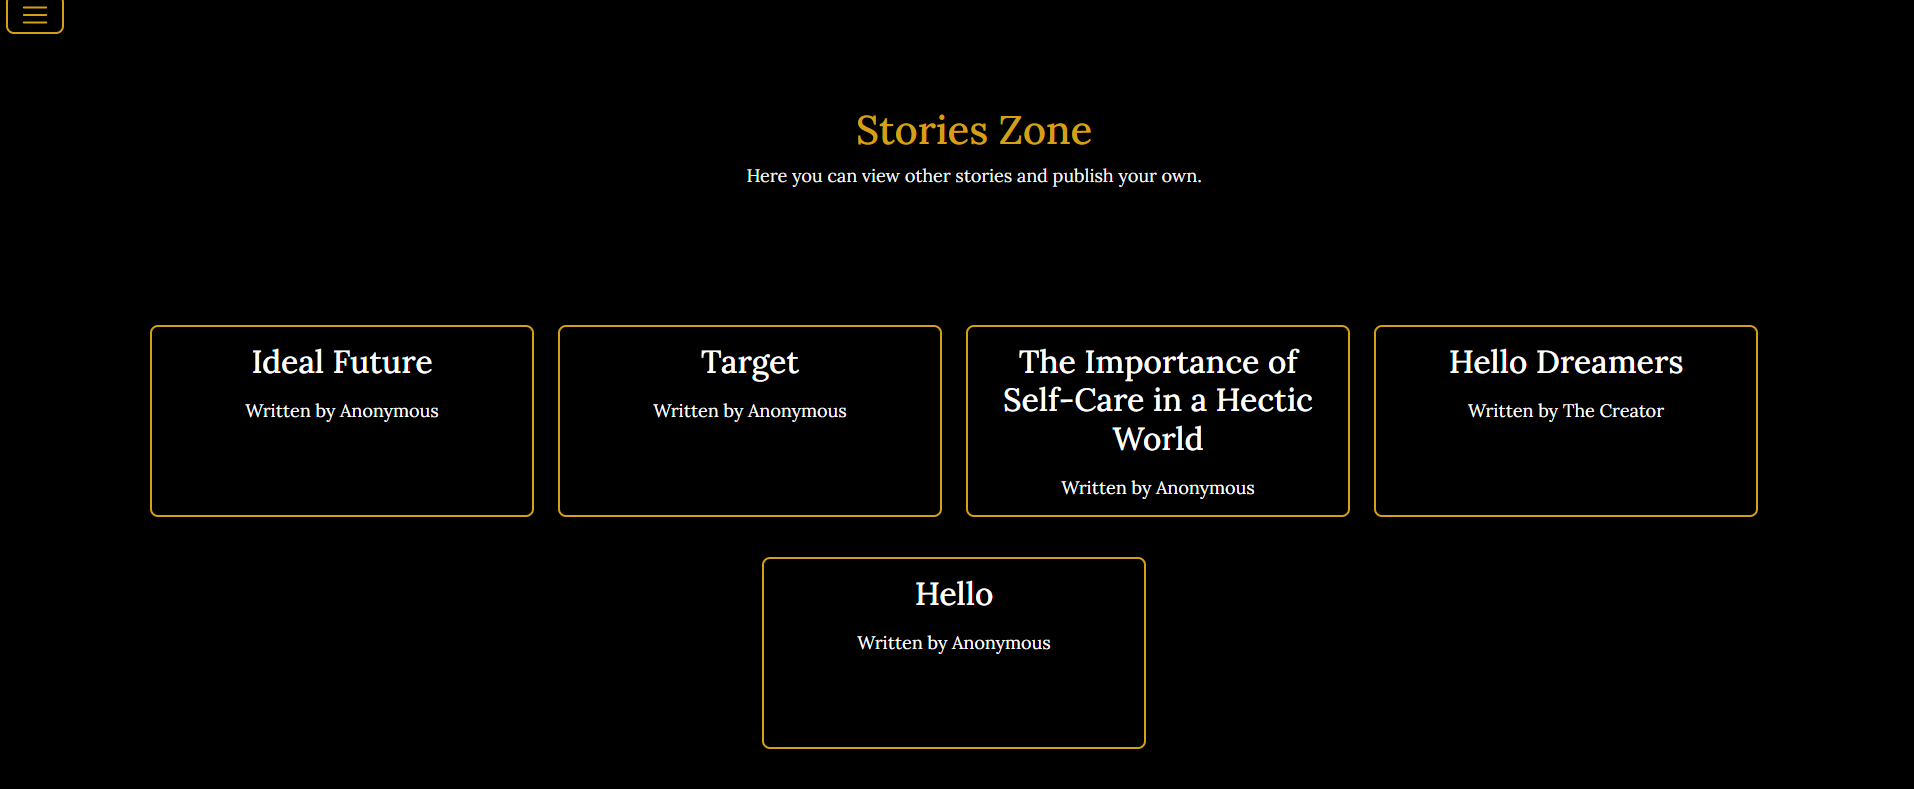 Stories Zone
Here you can view other stories and publish your own.
Ideal Future
Written by Anonymous
Target
Written by Anonymous
The Importance of
Self-Care in a Hectic
World
Written by Anonymous
Hello Dreamers
Written by The Creator
Hello
Written by Anonymous